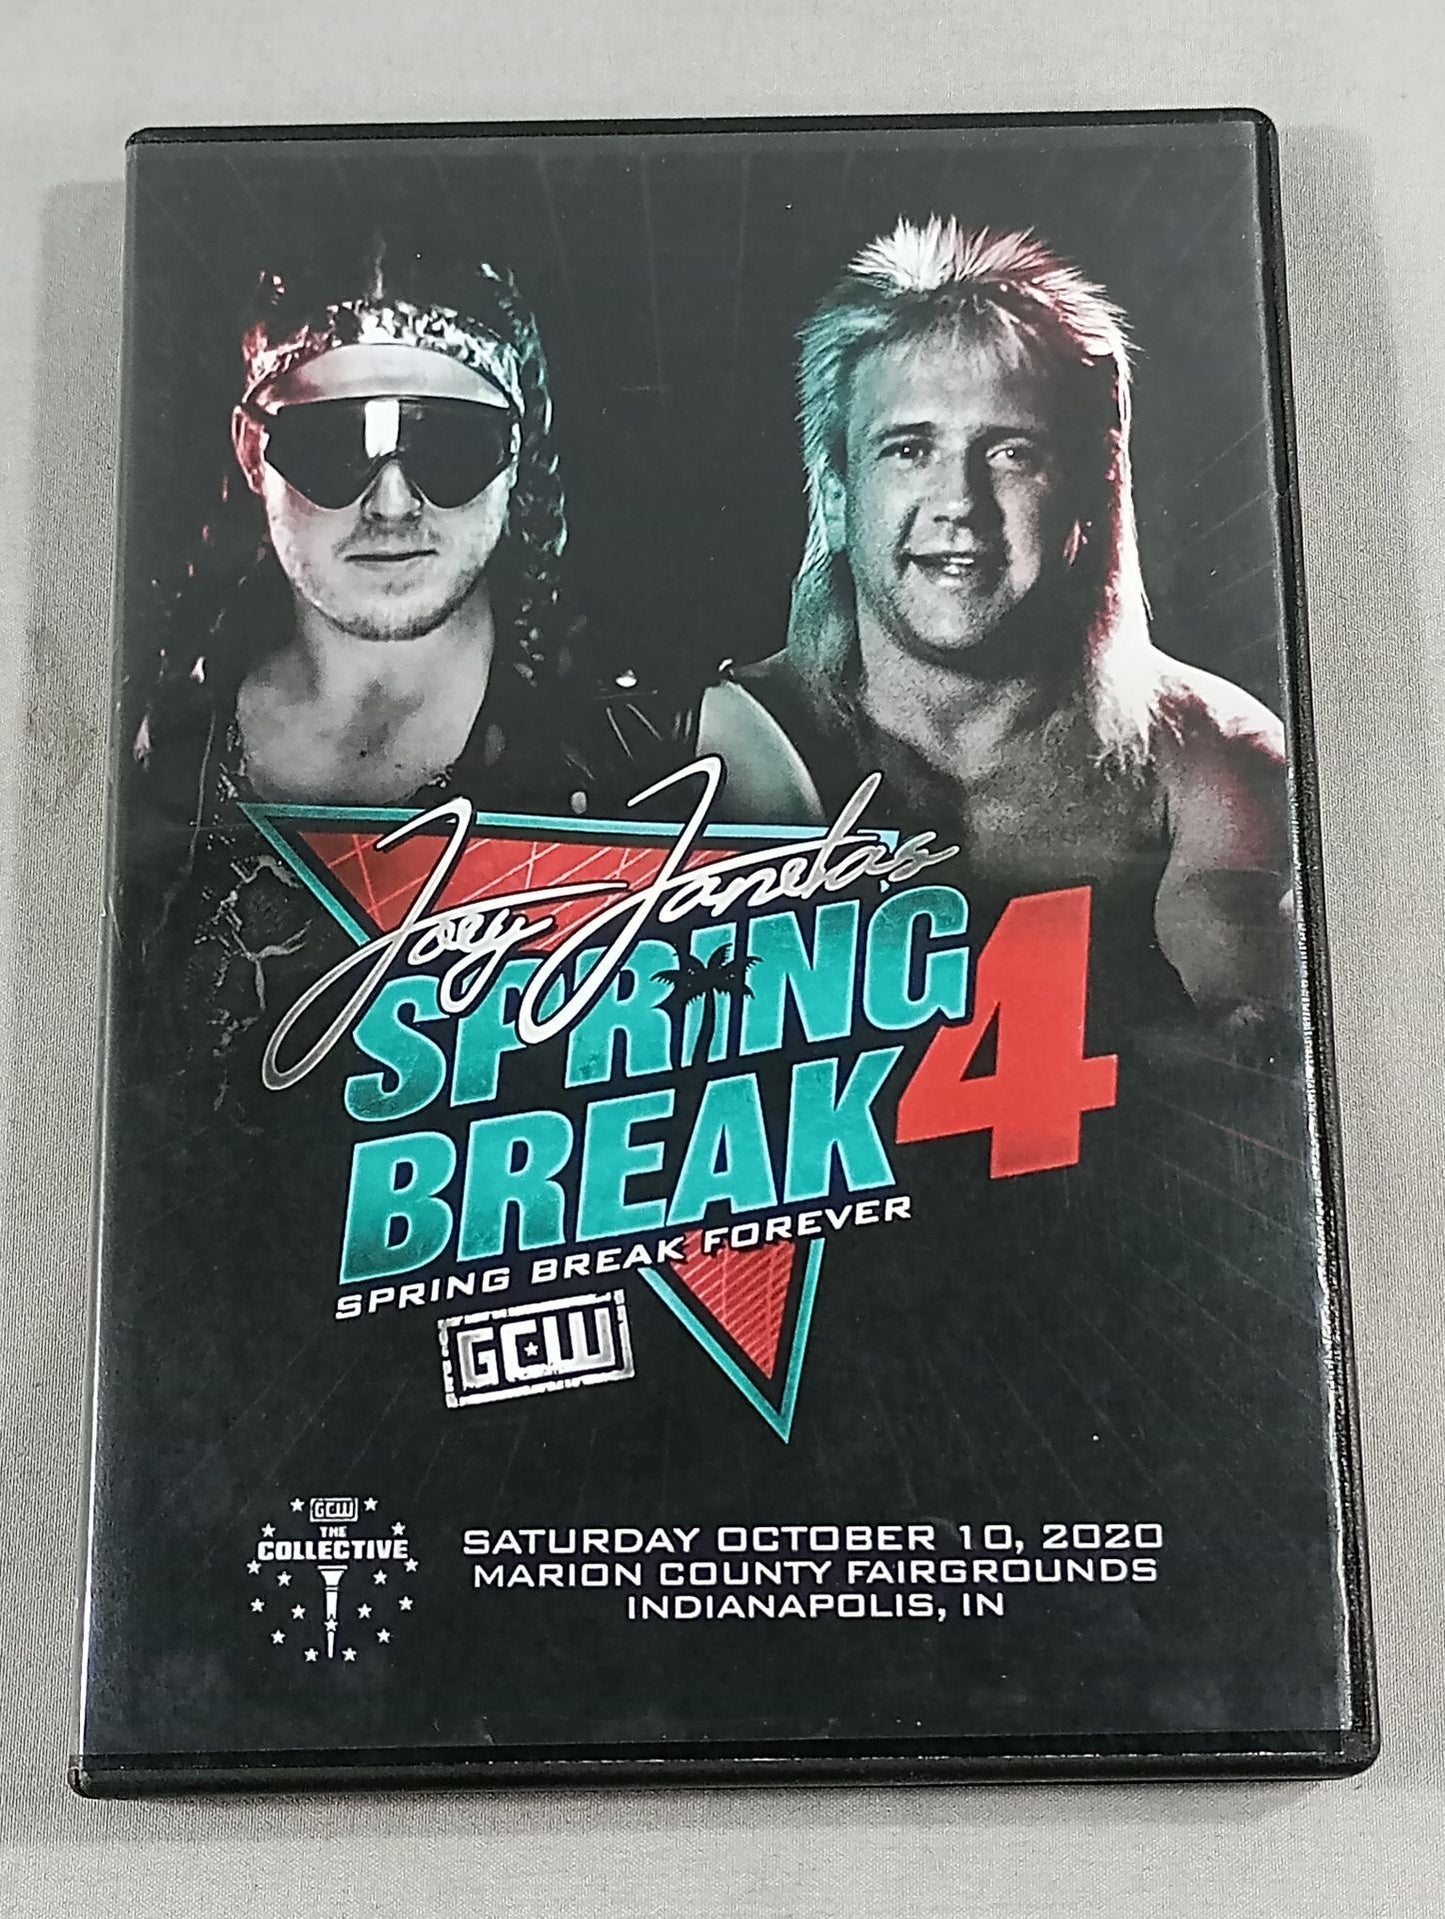 Joey Janelas
SPRING
BREAK 4
SPRING BREAK FOREVER
GCW
GCW
THE
COLLECTIVE
SATURDAY OCTOBER 10, 2020
MARION COUNTY FAIRGROUNDS
INDIANAPOLIS, IN